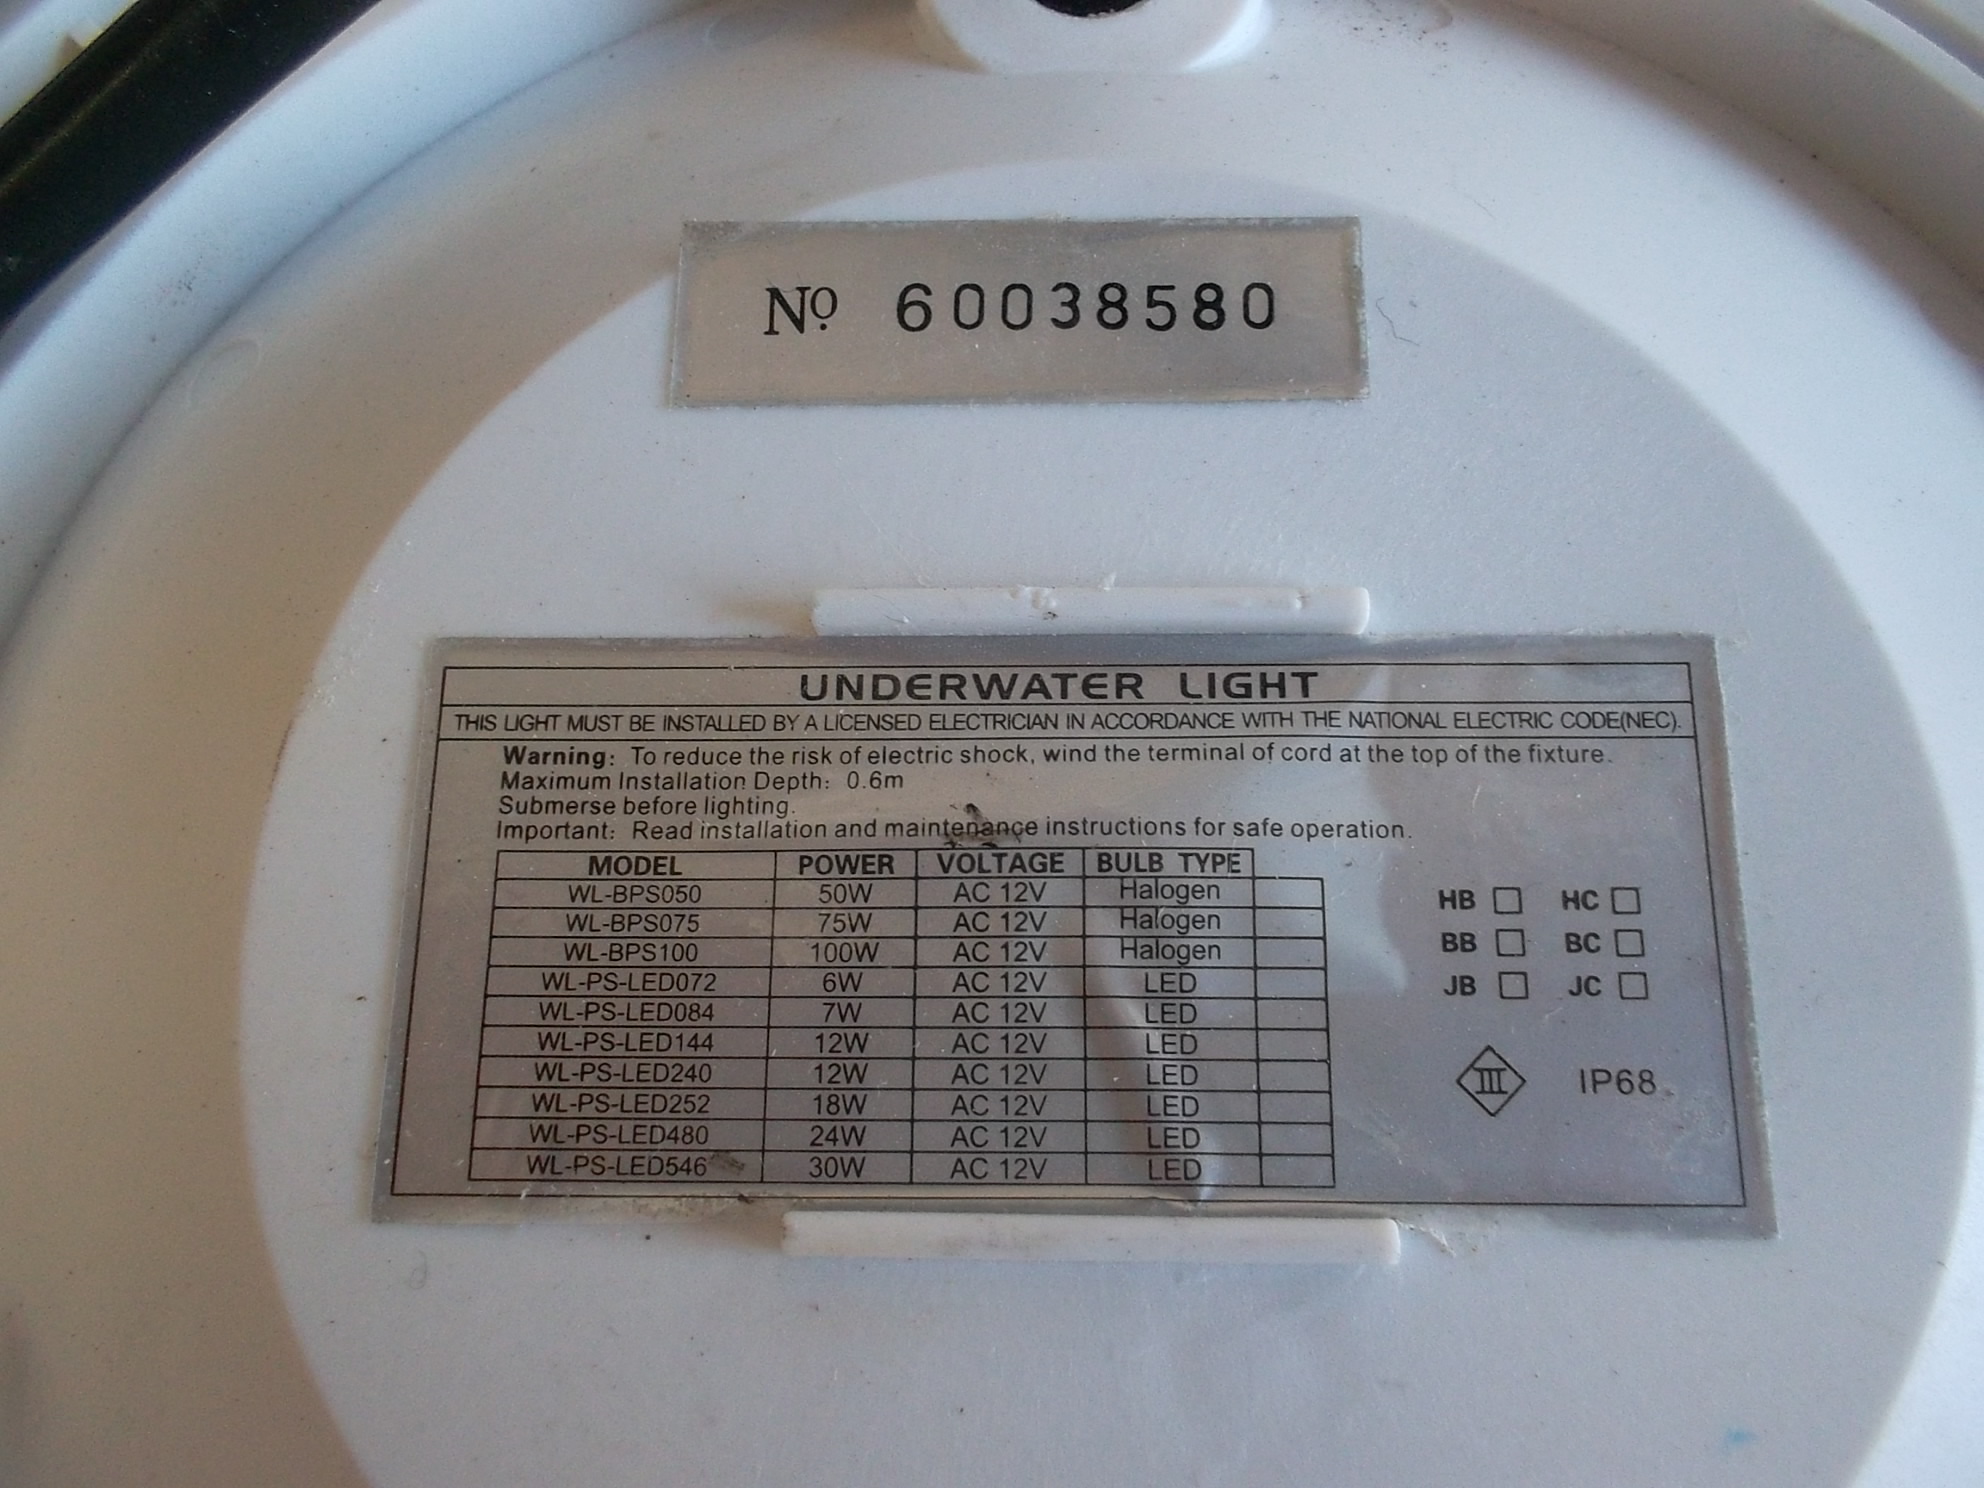 Nº 60038580
UNDERWATER LIGHT
THIS LIGHT MUST BE INSTALLED BY A LICENSED ELECTRICIAN IN ACCORDANCE WITH THE NATIONAL ELECTRIC CODE(NEC).
Warning: To reduce the risk of electric shock, wind the terminal of cord at the top of the fixture.
Maximum Installation Depth: 0.6m
Submerse before lighting.
Important: Read installation and maintenance instructions for safe operation.
MODEL POWER VOLTAGE BULB TYPE
WL-BPS050 50W AC 12V Halogen
WL-BPS075 75W AC 12V Halogen
WL-BPS100 100W AC 12V Halogen
WL-PS-LED072 6W AC 12V LED
WL-PS-LED084 7W AC 12V LED
WL-PS-LED144 12W AC 12V LED
WL-PS-LED240 12W AC 12V LED
WL-PS-LED252 18W AC 12V LED
WL-PS-LED480 24W AC 12V LED
WL-PS-LED546 30W AC 12V LED
HB □ HC □
BB □ BC □
JB □ JC □
III IP68